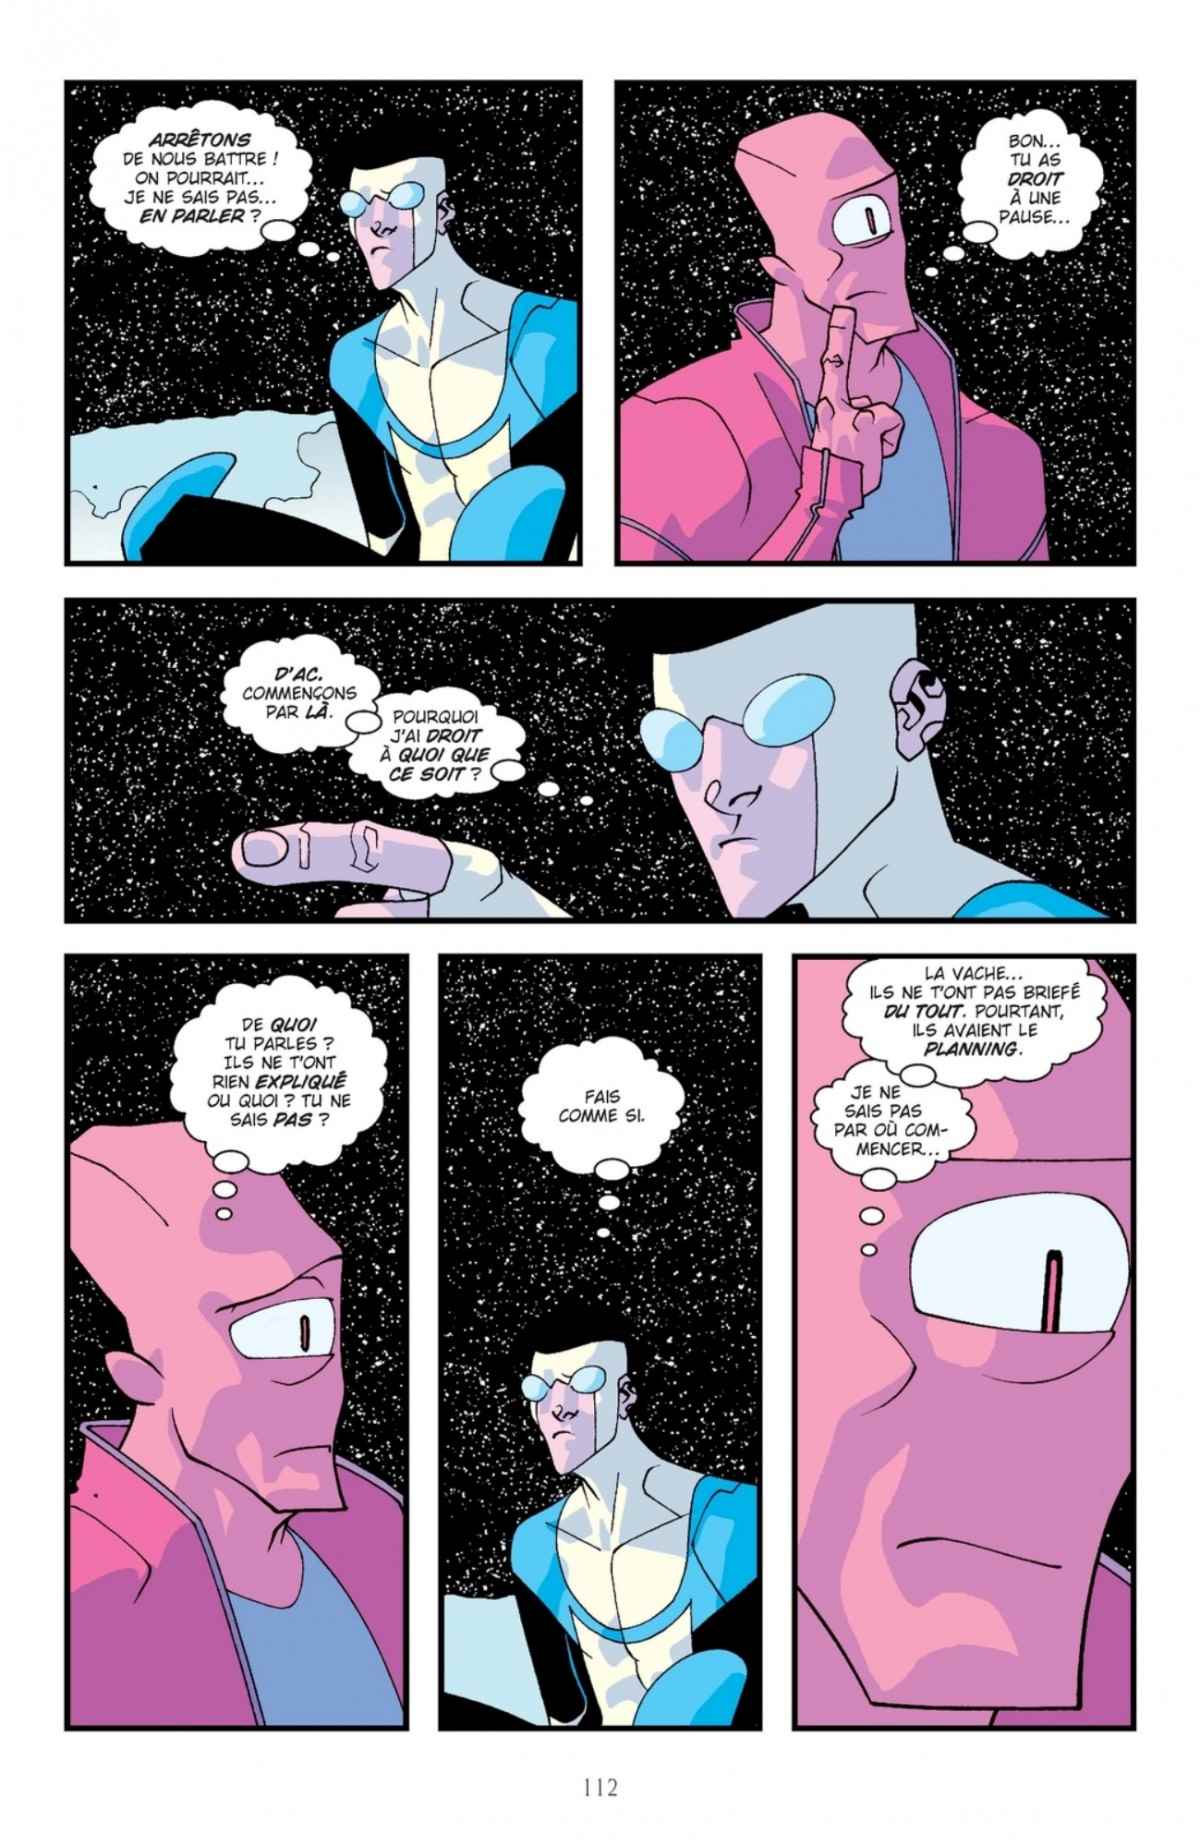 ARRÊTONS
DE NOUS BATTRE !
ON POURRAIT...
JE NE SAIS PAS...
EN PARLER ?
BON...
TU AS
DROIT
À UNE
PAUSE...
D'AC.
COMMENÇONS
PAR LÀ.
POURQUOI
J'AI DROIT
À QUOI QUE
CE SOIT ?
DE QUOI
TU PARLES ?
ILS NE T'ONT
RIEN EXPLIQUÉ
OU QUOI ? TU NE
SAIS PAS ?
FAIS
COMME SI.
LA VACHE...
ILS NE T'ONT PAS BRIEFÉ
DU TOUT. POURTANT,
ILS AVAIENT LE
PLANNING.
JE NE
SAIS PAS
PAR OÙ COM-
MENCER...
112